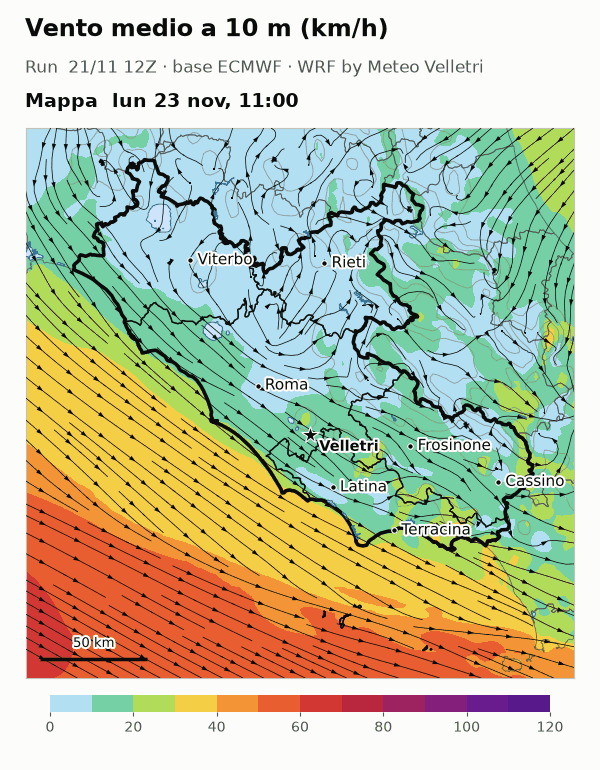 Vento medio a 10 m (km/h)
Run 21/11 12Z · base ECMWF · WRF by Meteo Velletri
Mappa lun 23 nov, 11:00
Viterbo
Rieti
Roma
Velletri
Frosinone
Latina
Cassino
Terracina
50 km
0 20 40 60 80 100 120